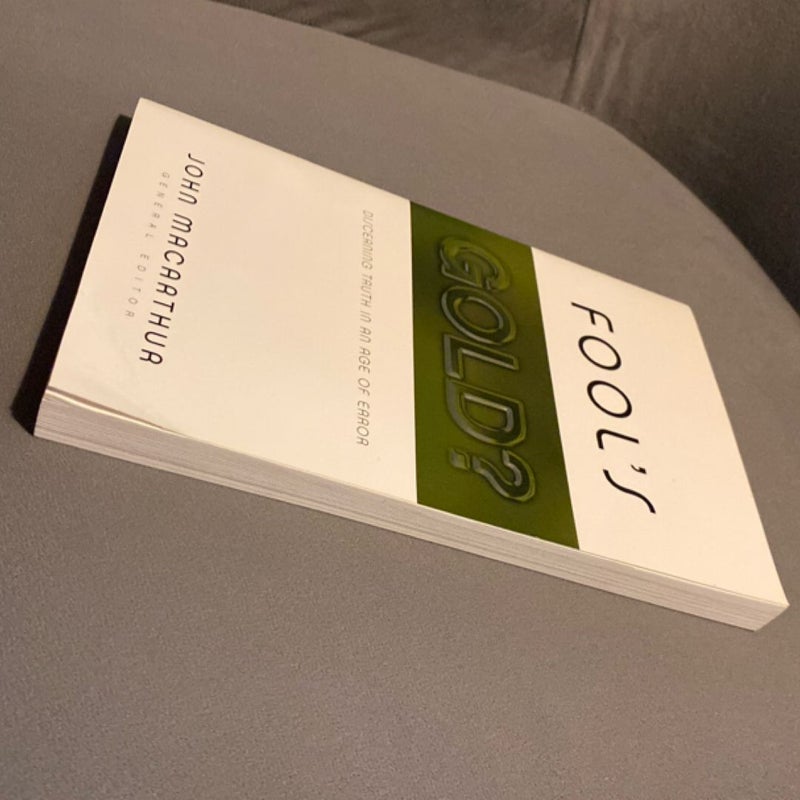 FOOL'S
GOLD?
DISCERNING TRUTH IN AN AGE OF ERROR
JOHN MACARTHUR
GENERAL EDITOR